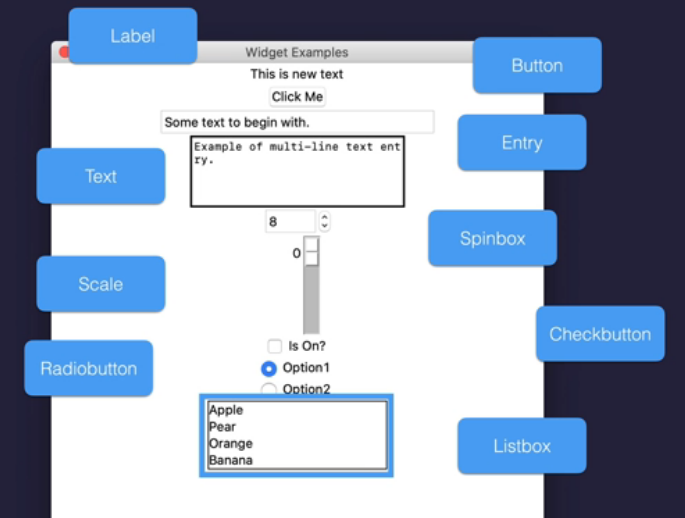 Label
Widget Examples
This is new text
Button
Click Me
Some text to begin with.
Entry
Example of multi-line text ent
ry.
Text
8
Spinbox
0
Scale
Checkbutton
Is On?
Radiobutton
Option1
Option2
Apple
Pear
Orange
Banana
Listbox